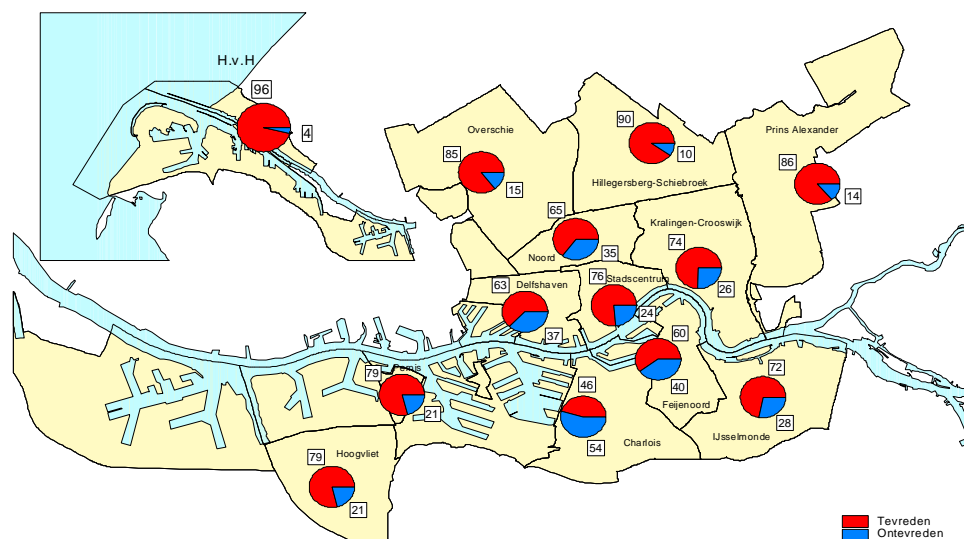 H.v.H
96
4
Overschie
85
15
90
10
Hillegersberg-Schiebroek
Prins Alexander
86
14
65
35
Noord
Kralingen-Crooswijk
74
26
63
Delfshaven
37
76
Stadscentrum
24
60
40
Feijenoord
72
28
IJsselmonde
79
Pernis
21
46
54
Charlois
Hoogvliet
79
21
Tevreden
Ontevreden